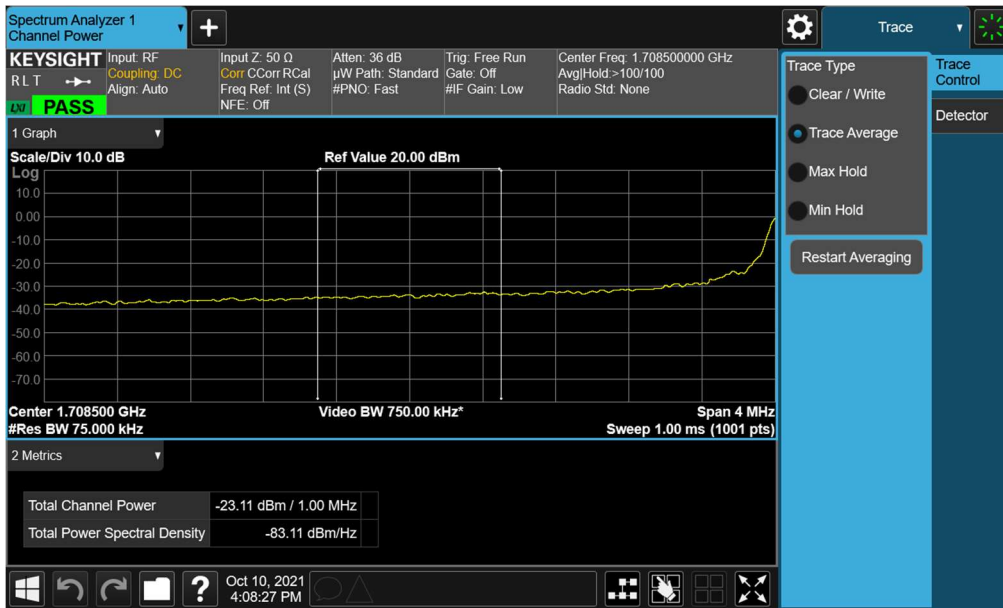 Spectrum Analyzer 1
Channel Power
Trace
KEYSIGHT
R L T
LXI
PASS
Input: RF
Coupling: DC
Align: Auto
Input Z: 50 Ω
Corr CCorr RCal
Freq Ref: Int (S)
NFE: Off
Atten: 36 dB
µW Path: Standard
#PNO: Fast
Trig: Free Run
Gate: Off
#IF Gain: Low
Center Freq: 1.708500000 GHz
Avg|Hold:>100/100
Radio Std: None
Trace Type
Clear / Write
Trace Average
Max Hold
Min Hold
Restart Averaging
Trace
Control
Detector
1 Graph
Scale/Div 10.0 dB
Ref Value 20.00 dBm
Log
10.0
0.00
-10.0
-20.0
-30.0
-40.0
-50.0
-60.0
-70.0
Center 1.708500 GHz
Video BW 750.00 kHz*
Span 4 MHz
#Res BW 75.000 kHz
Sweep 1.00 ms (1001 pts)
2 Metrics
Total Channel Power
-23.11 dBm / 1.00 MHz
Total Power Spectral Density
-83.11 dBm/Hz
?
Oct 10, 2021
4:08:27 PM